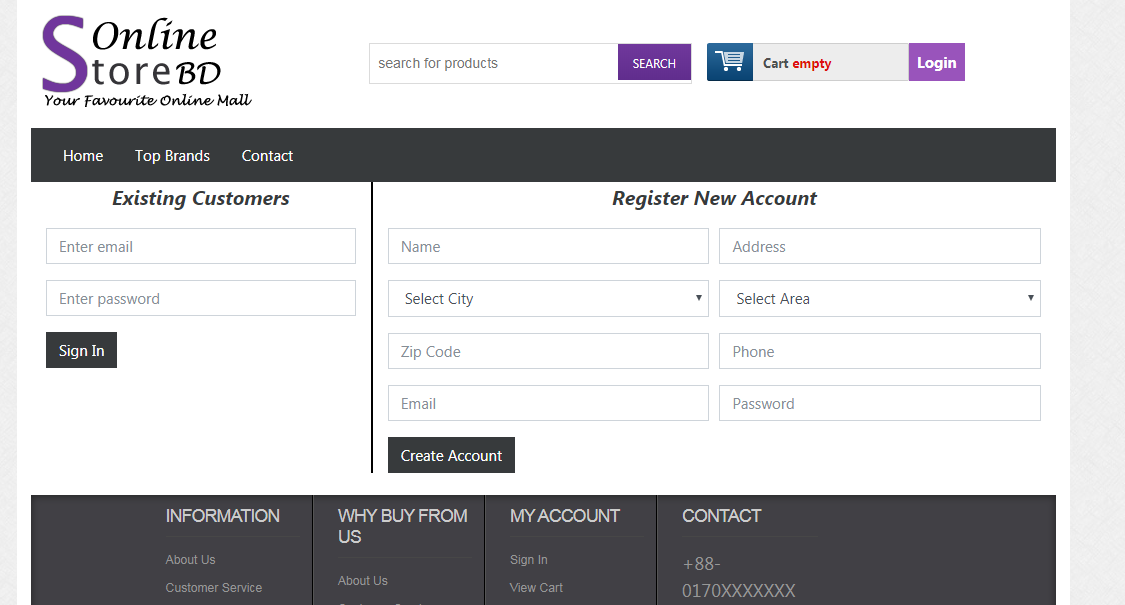 Online
Store BD
Your Favourite Online Mall
search for products
SEARCH
Cart empty
Login
Home Top Brands Contact
Existing Customers
Enter email
Enter password
Sign In
Register New Account
Name Address
Select City Select Area
Zip Code Phone
Email Password
Create Account
INFORMATION
About Us
Customer Service
WHY BUY FROM
US
About Us
MY ACCOUNT
Sign In
View Cart
CONTACT
+88-
0170XXXXXXX